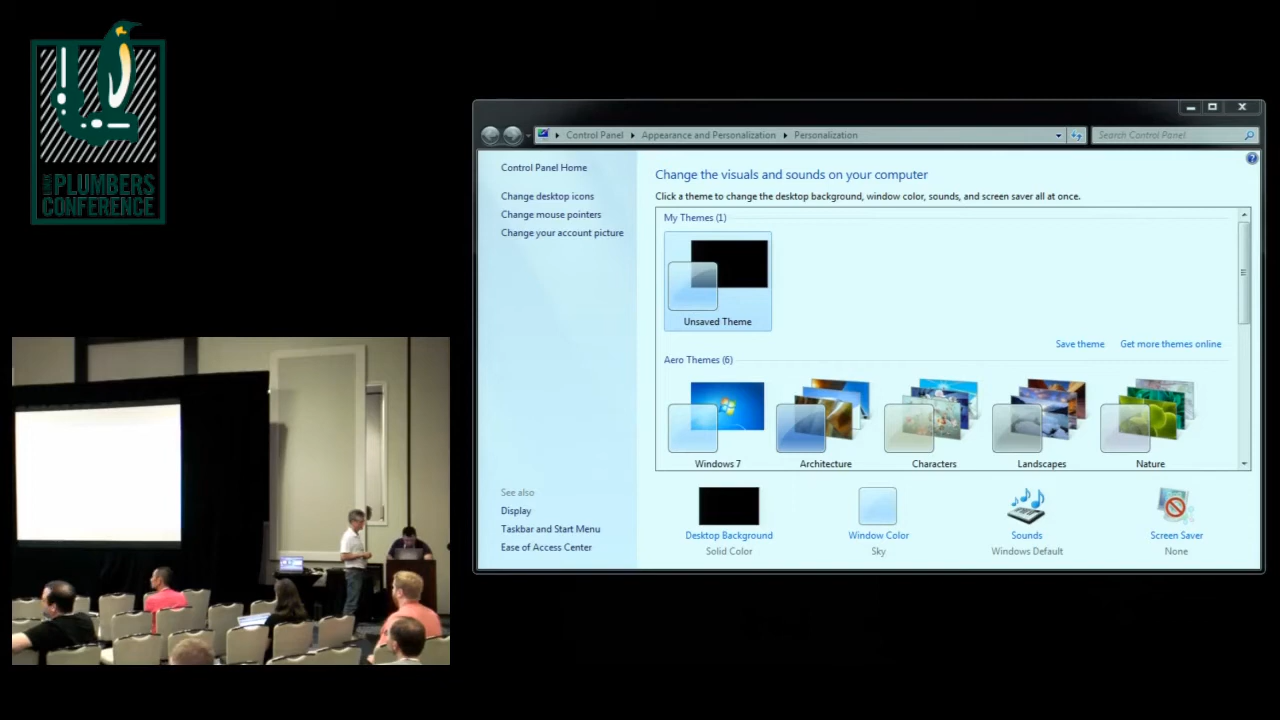 LINUX
PLUMBERS
CONFERENCE
Control Panel
Appearance and Personalization
Personalization
Search Control Panel
Control Panel Home
Change desktop icons
Change mouse pointers
Change your account picture
Change the visuals and sounds on your computer
Click a theme to change the desktop background, window color, sounds, and screen saver all at once.
My Themes (1)
Unsaved Theme
Save theme
Get more themes online
Aero Themes (6)
Windows 7
Architecture
Characters
Landscapes
Nature
See also
Display
Taskbar and Start Menu
Ease of Access Center
Desktop Background
Solid Color
Window Color
Sky
Sounds
Windows Default
Screen Saver
None